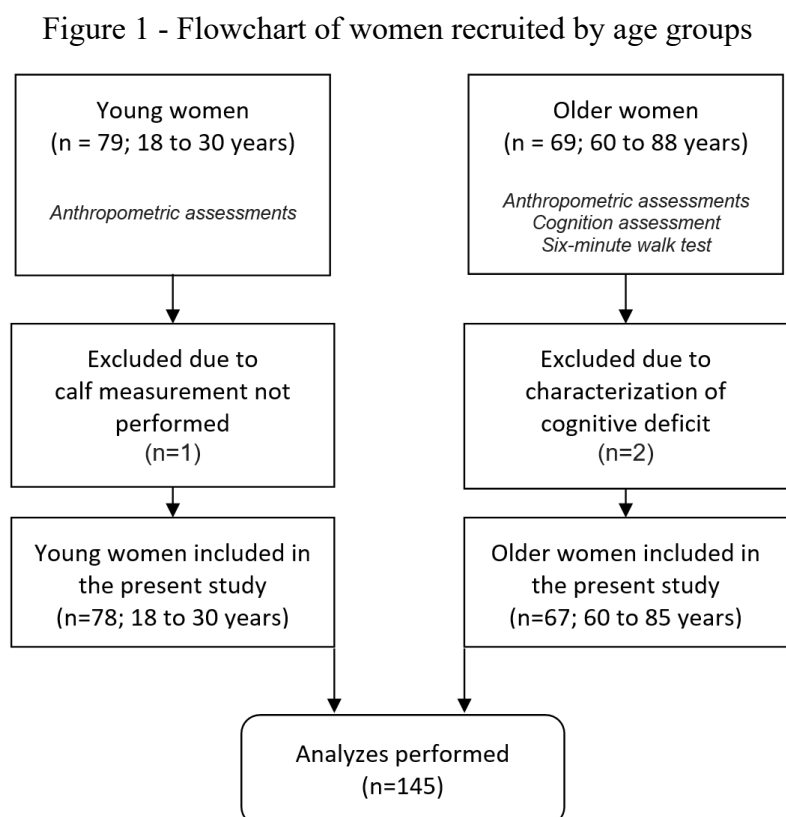 Figure 1 - Flowchart of women recruited by age groups
Young women
(n = 79; 18 to 30 years)
Anthropometric assessments
Older women
(n = 69; 60 to 88 years)
Anthropometric assessments
Cognition assessment
Six-minute walk test
Excluded due to
calf measurement not
performed
(n=1)
Excluded due to
characterization of
cognitive deficit
(n=2)
Young women included in
the present study
(n=78; 18 to 30 years)
Older women included in
the present study
(n=67; 60 to 85 years)
Analyzes performed
(n=145)